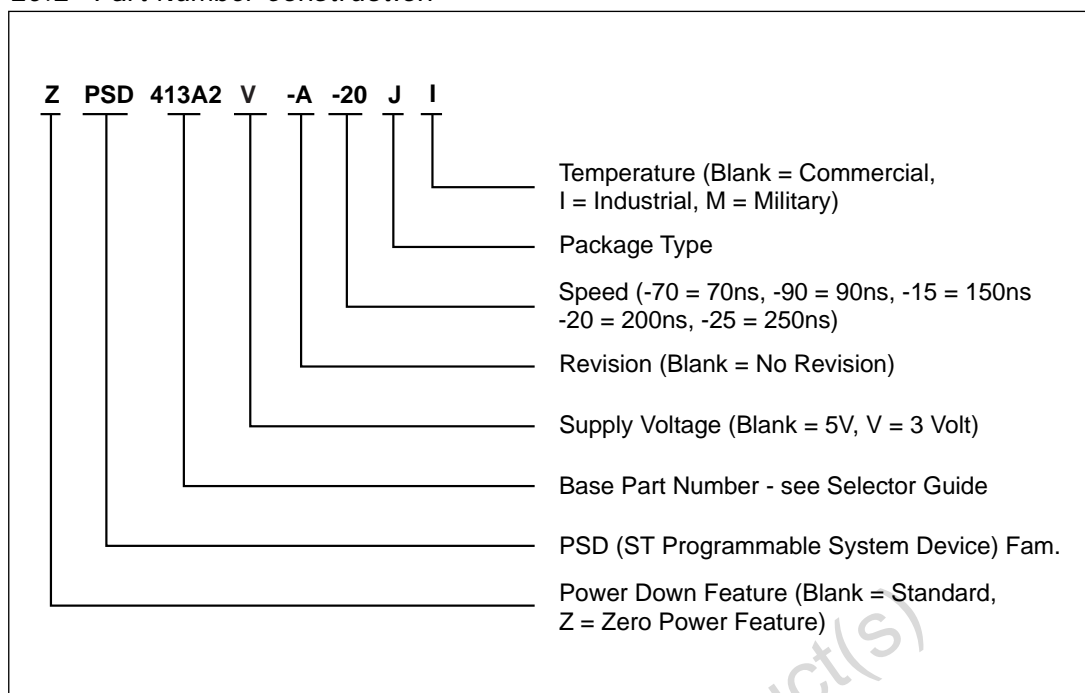 Z PSD 413A2 V -A -20 J I
Temperature (Blank = Commercial,
I = Industrial, M = Military)
Package Type
Speed (-70 = 70ns, -90 = 90ns, -15 = 150ns
-20 = 200ns, -25 = 250ns)
Revision (Blank = No Revision)
Supply Voltage (Blank = 5V, V = 3 Volt)
Base Part Number - see Selector Guide
PSD (ST Programmable System Device) Fam.
Power Down Feature (Blank = Standard,
Z = Zero Power Feature)